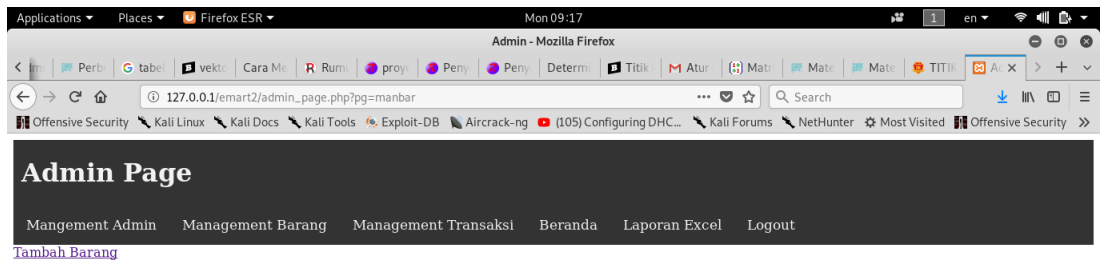 Applications Places Firefox ESR Mon 09:17 1 en
Admin - Mozilla Firefox
Perb tabel vekto Cara Me Rum proy Peny Peny Determi Titik Atur Matr Mate Mate TITIK Ac
127.0.0.1/emart2/admin_page.php?pg=manbar Search
Offensive Security Kali Linux Kali Docs Kali Tools Exploit-DB Aircrack-ng (105) Configuring DHC... Kali Forums NetHunter Most Visited Offensive Security
Admin Page
Mangement Admin Management Barang Management Transaksi Beranda Laporan Excel Logout
Tambah Barang